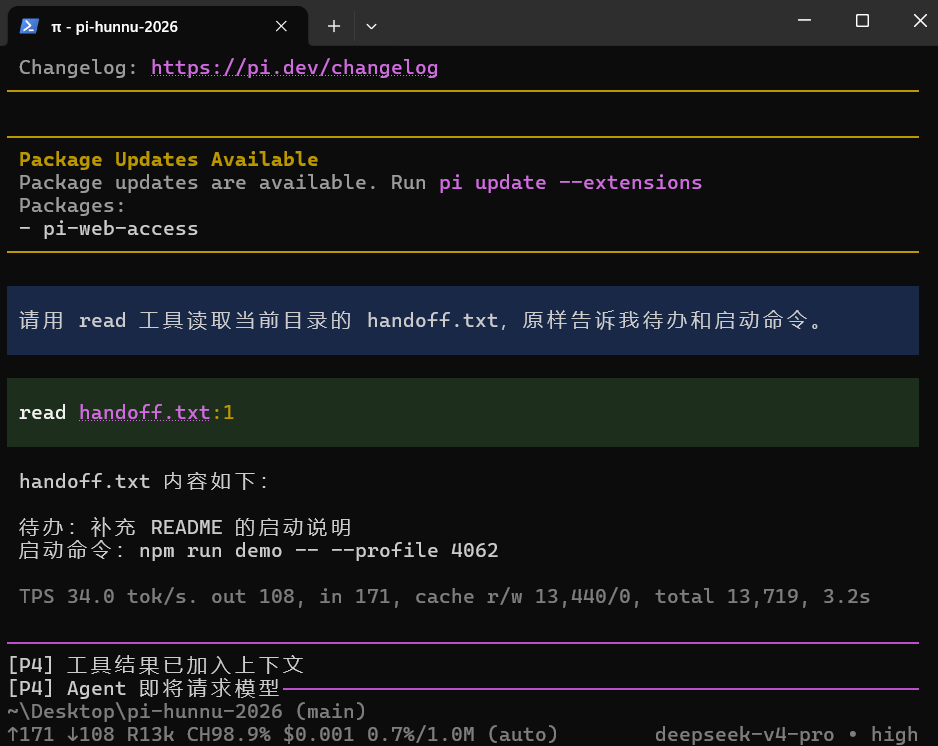 π - pi-hunnu-2026
Changelog: https://pi.dev/changelog
Package Updates Available
Package updates are available. Run pi update --extensions
Packages:
- pi-web-access
请用 read 工具读取当前目录的 handoff.txt, 原样告诉我待办和启动命令。
read handoff.txt:1
handoff.txt 内容如下：
待办：补充 README 的启动说明
启动命令：npm run demo -- --profile 4062
TPS 34.0 tok/s. out 108, in 171, cache r/w 13,440/0, total 13,719, 3.2s
[P4] 工具结果已加入上下文
[P4] Agent 即将请求模型
~\Desktop\pi-hunnu-2026 (main)
↑171 ↓108 R13k CH98.9% $0.001 0.7%/1.0M (auto) deepseek-v4-pro • high